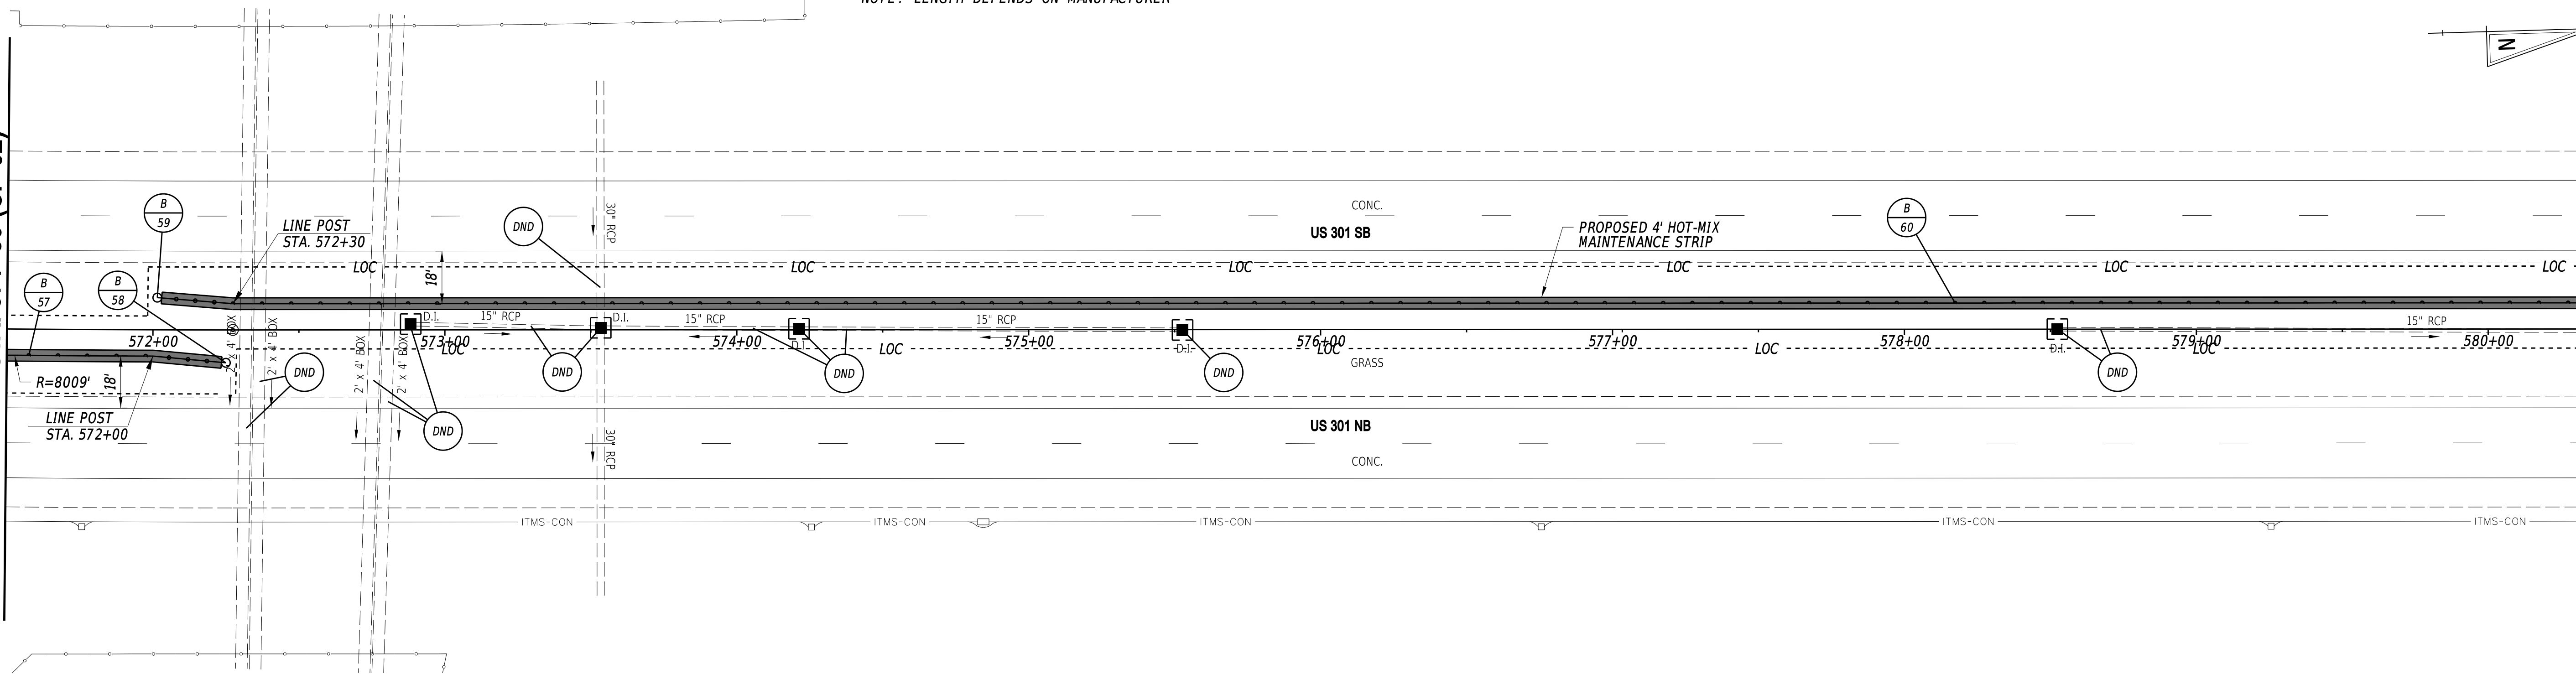 NOTE: LENGTH DEPENDS ON MANUFACTURER
N
B
59
LINE POST
STA. 572+30
DND
30" RCP
CONC.
US 301 SB
PROPOSED 4' HOT-MIX
MAINTENANCE STRIP
B
60
B
57
B
58
LOC
18'
LOC
LOC
LOC
LOC
LOC
D.I.
15" RCP
D.I.
15" RCP
15" RCP
15" RCP
572+00
573+00
574+00
575+00
576+00
577+00
578+00
579+00
580+00
2' x 4' BOX
2' x 4' BOX
2' x 4' BOX
2' x 4' BOX
LOC
D.I.
LOC
D.I.
LOC
LOC
D.I.
LOC
GRASS
R=8009'
18'
DND
DND
DND
DND
DND
LINE POST
STA. 572+00
DND
30" RCP
US 301 NB
CONC.
ITMS-CON
ITMS-CON
ITMS-CON
ITMS-CON
ITMS-CON